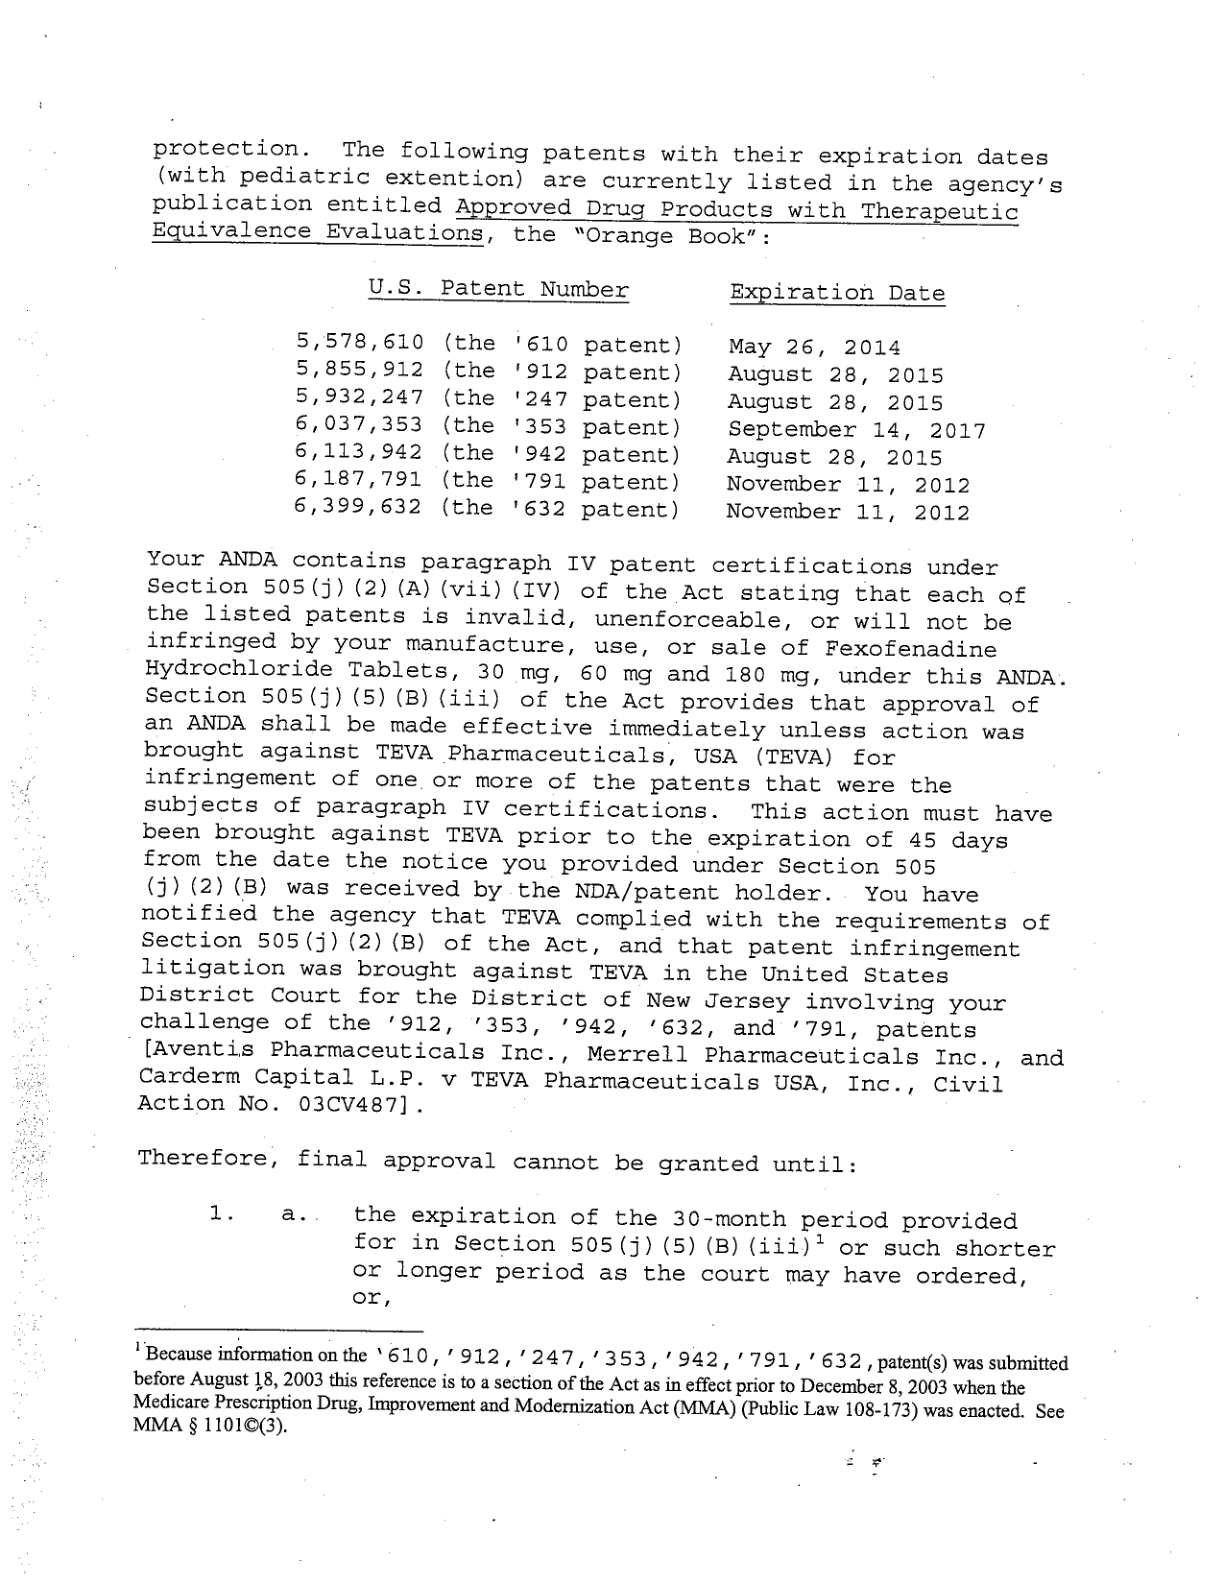 protection.  The following patents with their expiration dates
(with pediatric extention) are currently listed in the agency's
publication entitled Approved Drug Products with Therapeutic
Equivalence Evaluations, the "Orange Book":
U.S. Patent Number    Expiration Date
5,578,610 (the '610 patent)    May 26, 2014
5,855,912 (the '912 patent)    August 28, 2015
5,932,247 (the '247 patent)    August 28, 2015
6,037,353 (the '353 patent)    September 14, 2017
6,113,942 (the '942 patent)    August 28, 2015
6,187,791 (the '791 patent)    November 11, 2012
6,399,632 (the '632 patent)    November 11, 2012
Your ANDA contains paragraph IV patent certifications under
Section 505(j)(2)(A)(vii)(IV) of the Act stating that each of
the listed patents is invalid, unenforceable, or will not be
infringed by your manufacture, use, or sale of Fexofenadine
Hydrochloride Tablets, 30 mg, 60 mg and 180 mg, under this ANDA.
Section 505(j)(5)(B)(iii) of the Act provides that approval of
an ANDA shall be made effective immediately unless action was
brought against TEVA Pharmaceuticals, USA (TEVA) for
infringement of one or more of the patents that were the
subjects of paragraph IV certifications.  This action must have
been brought against TEVA prior to the expiration of 45 days
from the date the notice you provided under Section 505
(j)(2)(B) was received by the NDA/patent holder.  You have
notified the agency that TEVA complied with the requirements of
Section 505(j)(2)(B) of the Act, and that patent infringement
litigation was brought against TEVA in the United States
District Court for the District of New Jersey involving your
challenge of the '912, '353, '942, '632, and '791, patents
[Aventis Pharmaceuticals Inc., Merrell Pharmaceuticals Inc., and
Carderm Capital L.P. v TEVA Pharmaceuticals USA, Inc., Civil
Action No. 03CV487].
Therefore, final approval cannot be granted until:
1.  a.  the expiration of the 30-month period provided
for in Section 505(j)(5)(B)(iii)¹ or such shorter
or longer period as the court may have ordered,
or,
¹ Because information on the '610,'912,'247,'353,'942,'791,'632, patent(s) was submitted
before August 18, 2003 this reference is to a section of the Act as in effect prior to December 8, 2003 when the
Medicare Prescription Drug, Improvement and Modernization Act (MMA) (Public Law 108-173) was enacted.  See
MMA § 1101©(3).